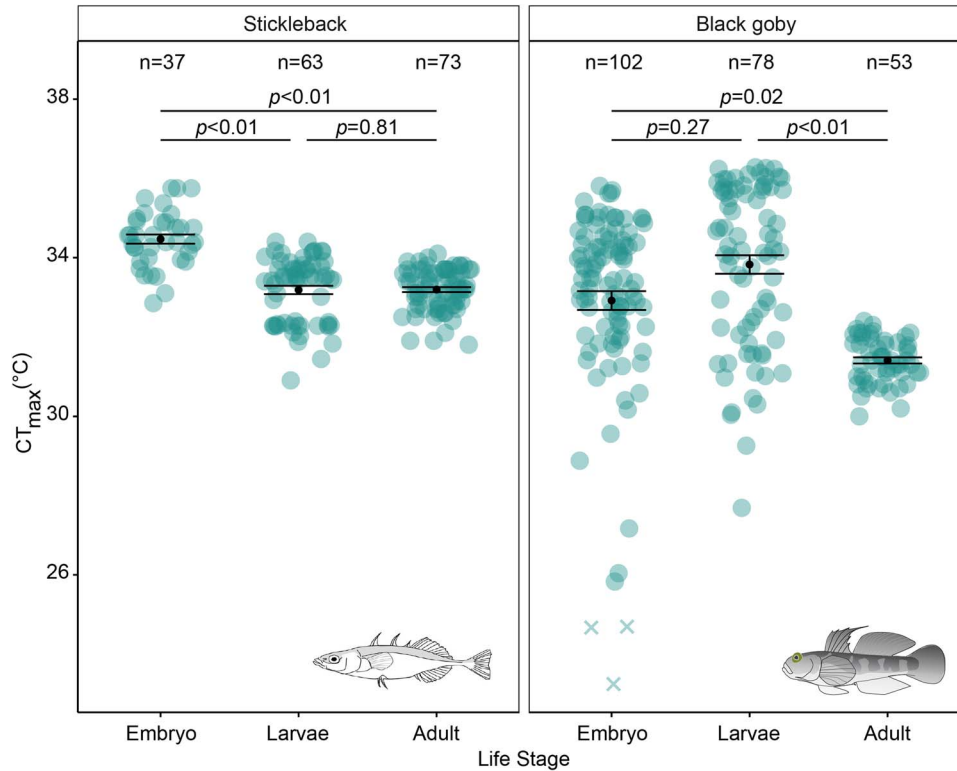 Stickleback
Black goby
n=37 n=63 n=73
n=102 n=78 n=53
p<0.01
p=0.02
p<0.01 p=0.81
p=0.27 p<0.01
38
34
30
26
CTmax(°C)
Embryo Larvae Adult
Embryo Larvae Adult
Life Stage